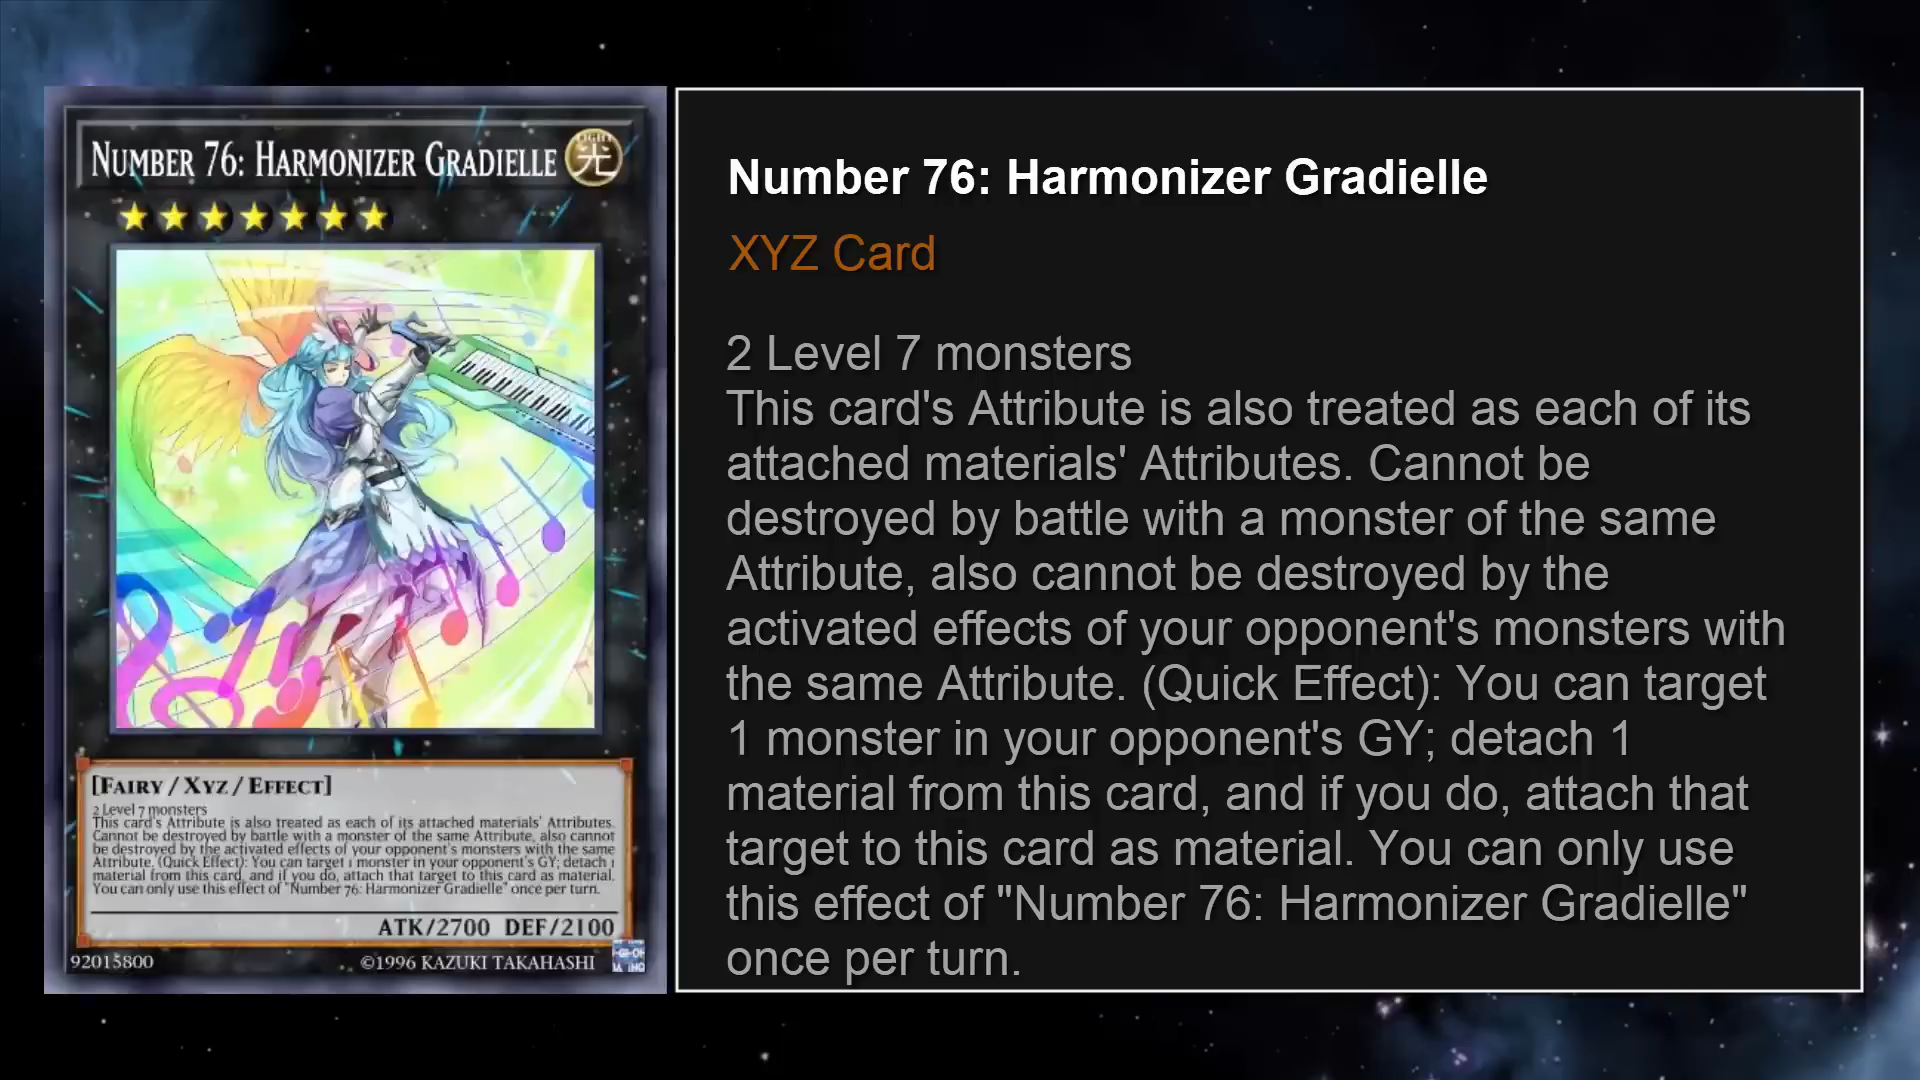 NUMBER 76: HARMONIZER GRADIELLE
LIGHT
光
[FAIRY / XYZ / EFFECT]
2 Level 7 monsters
This card's Attribute is also treated as each of its attached materials' Attributes.
Cannot be destroyed by battle with a monster of the same Attribute, also cannot
be destroyed by the activated effects of your opponent's monsters with the same
Attribute. (Quick Effect): You can target 1 monster in your opponent's GY; detach 1
material from this card, and if you do, attach that target to this card as material.
You can only use this effect of "Number 76: Harmonizer Gradielle" once per turn.
ATK/2700 DEF/2100
92015800
©1996 KAZUKI TAKAHASHI
Number 76: Harmonizer Gradielle
XYZ Card
2 Level 7 monsters
This card's Attribute is also treated as each of its
attached materials' Attributes. Cannot be
destroyed by battle with a monster of the same
Attribute, also cannot be destroyed by the
activated effects of your opponent's monsters with
the same Attribute. (Quick Effect): You can target
1 monster in your opponent's GY; detach 1
material from this card, and if you do, attach that
target to this card as material. You can only use
this effect of "Number 76: Harmonizer Gradielle"
once per turn.